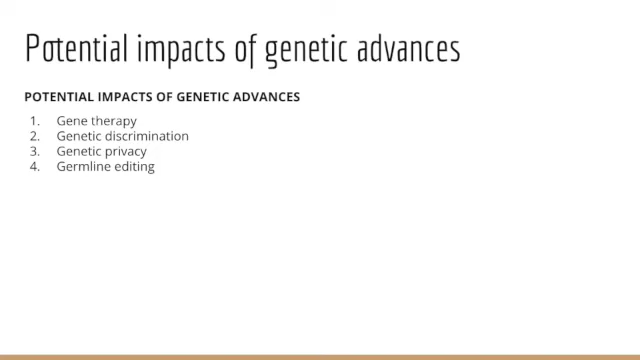 Potential impacts of genetic advances
POTENTIAL IMPACTS OF GENETIC ADVANCES
1. Gene therapy
2. Genetic discrimination
3. Genetic privacy
4. Germline editing